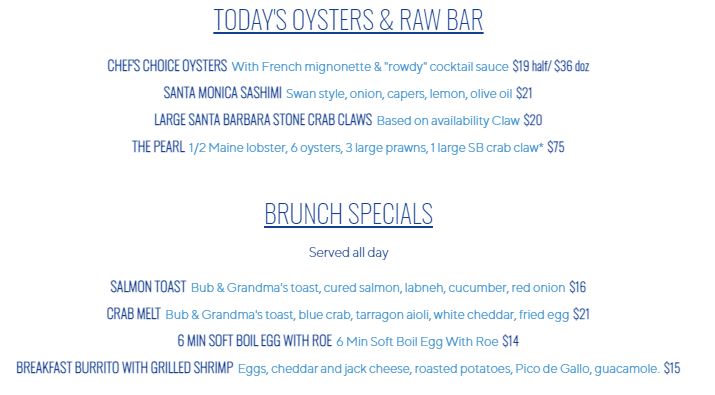 TODAY'S OYSTERS & RAW BAR
CHEF'S CHOICE OYSTERS With French mignonette & "rowdy" cocktail sauce $19 half/ $36 doz
SANTA MONICA SASHIMI Swan style, onion, capers, lemon, olive oil $21
LARGE SANTA BARBARA STONE CRAB CLAWS Based on availability Claw $20
THE PEARL 1/2 Maine lobster, 6 oysters, 3 large prawns, 1 large SB crab claw* $75
BRUNCH SPECIALS
Served all day
SALMON TOAST Bub & Grandma's toast, cured salmon, labneh, cucumber, red onion $16
CRAB MELT Bub & Grandma's toast, blue crab, tarragon aioli, white cheddar, fried egg $21
6 MIN SOFT BOIL EGG WITH ROE 6 Min Soft Boil Egg With Roe $14
BREAKFAST BURRITO WITH GRILLED SHRIMP Eggs, cheddar and jack cheese, roasted potatoes, Pico de Gallo, guacamole. $15